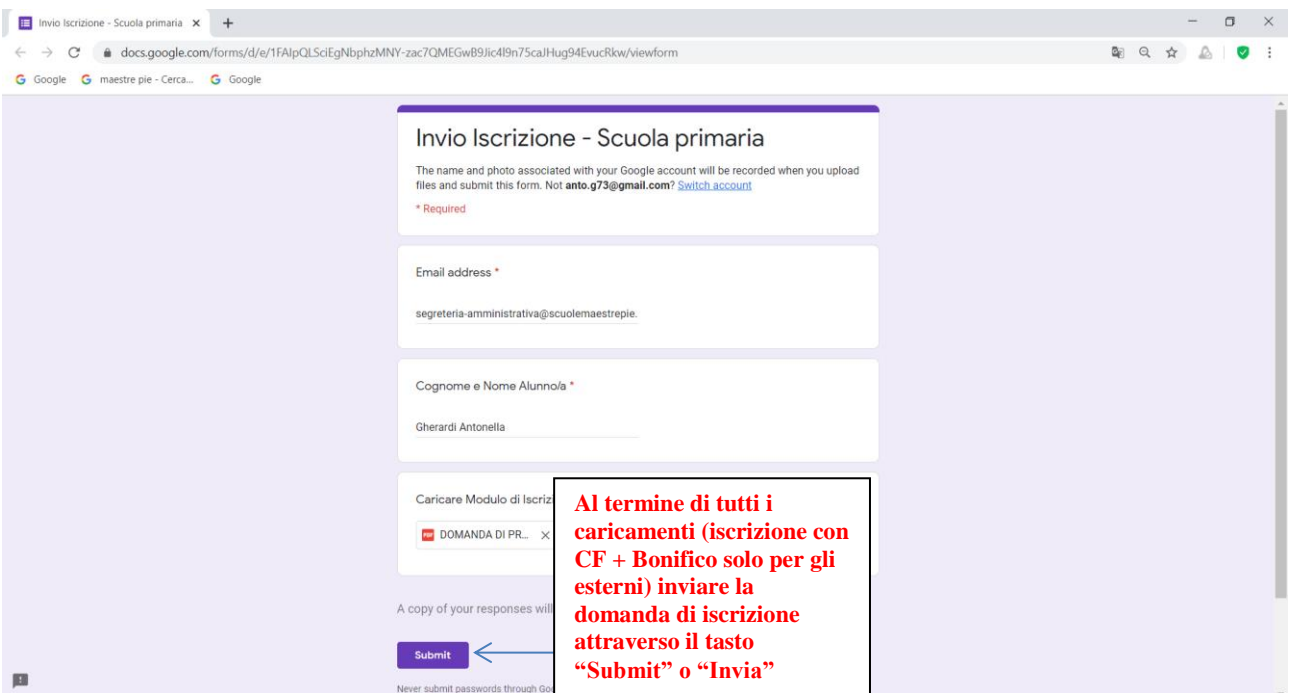 Invio Iscrizione - Scuola primaria
docs.google.com/forms/d/e/1FAIpQLSciEgNbphzMNY-zac7QMEGwB9Jic4l9n75caJHug94EvucRkw/viewform
Google maestre pie - Cerca... Google
Invio Iscrizione - Scuola primaria
The name and photo associated with your Google account will be recorded when you upload
files and submit this form. Not anto.g73@gmail.com? Switch account
* Required
Email address *
segreteria-amministrativa@scuolemaestrepie.
Cognome e Nome Alunno/a *
Gherardi Antonella
Caricare Modulo di Iscrizi
PDF DOMANDA DI PR...
A copy of your responses will
Submit
Never submit passwords through Goo
Al termine di tutti i
caricamenti (iscrizione con
CF + Bonifico solo per gli
esterni) inviare la
domanda di iscrizione
attraverso il tasto
“Submit” o “Invia”